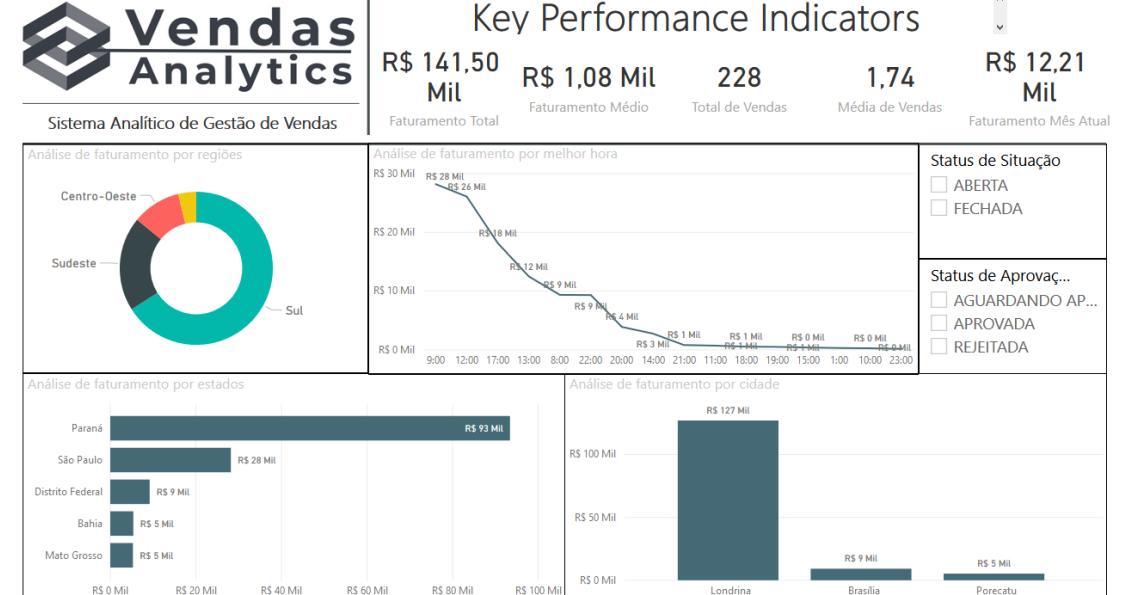 Vendas
Analytics
Sistema Analítico de Gestão de Vendas
Key Performance Indicators
R$ 141,50
Mil
Faturamento Total
R$ 1,08 Mil
Faturamento Médio
228
Total de Vendas
1,74
Média de Vendas
R$ 12,21
Mil
Faturamento Mês Atual
Análise de faturamento por regiões
Centro-Oeste
Sudeste
Sul
Análise de faturamento por melhor hora
R$ 30 Mil
R$ 20 Mil
R$ 10 Mil
R$ 0 Mil
R$ 28 Mil
R$ 26 Mil
R$ 18 Mil
R$ 12 Mil
R$ 9 Mil
R$ 9 Mil
R$ 4 Mil
R$ 3 Mil
R$ 1 Mil
R$ 1 Mil
R$ 1 Mil
R$ 0 Mil
R$ 1 Mil
R$ 0 Mil
R$ 0 Mil
9:00 12:00 17:00 13:00 8:00 22:00 20:00 14:00 21:00 11:00 18:00 19:00 15:00 1:00 10:00 23:00
Status de Situação
ABERTA
FECHADA
Status de Aprovaç...
AGUARDANDO AP...
APROVADA
REJEITADA
Análise de faturamento por estados
Paraná R$ 93 Mil
São Paulo R$ 28 Mil
Distrito Federal R$ 9 Mil
Bahia R$ 5 Mil
Mato Grosso R$ 5 Mil
R$ 0 Mil R$ 20 Mil R$ 40 Mil R$ 60 Mil R$ 80 Mil R$ 100 Mil
Análise de faturamento por cidade
R$ 100 Mil
R$ 50 Mil
R$ 0 Mil
R$ 127 Mil
R$ 9 Mil
R$ 5 Mil
Londrina Brasília Porecatu